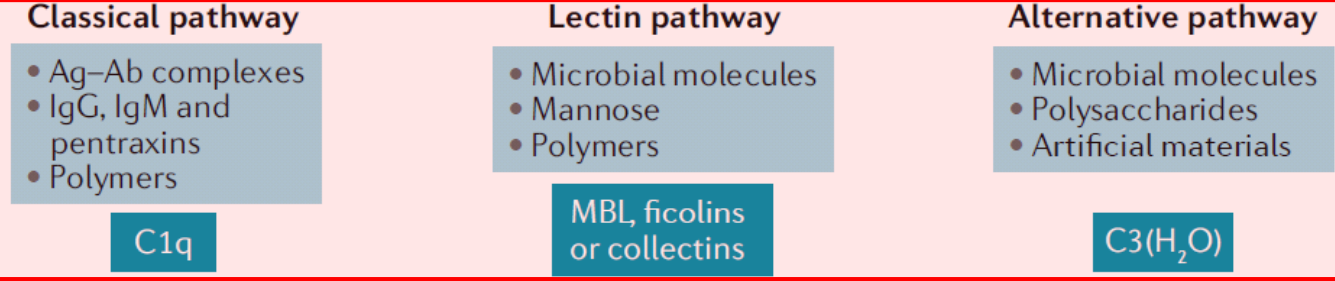 Classical pathway
• Ag–Ab complexes
• IgG, IgM and
pentraxins
• Polymers
C1q
Lectin pathway
• Microbial molecules
• Mannose
• Polymers
MBL, ficolins
or collectins
Alternative pathway
• Microbial molecules
• Polysaccharides
• Artificial materials
C3(H₂O)